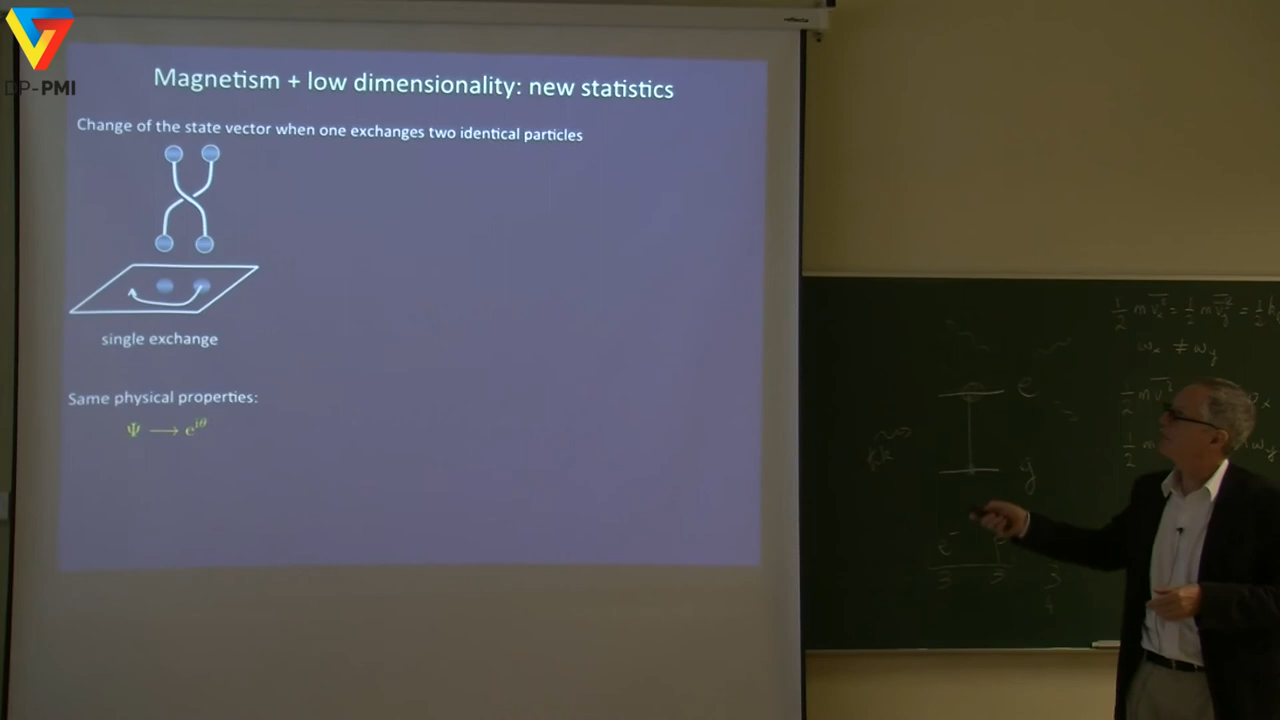 DP-PMI
Magnetism + low dimensionality: new statistics
Change of the state vector when one exchanges two identical particles
single exchange
Same physical properties:
Ψ ⟶ e^{iθ}
e
g
ω_x ≠ ω_y